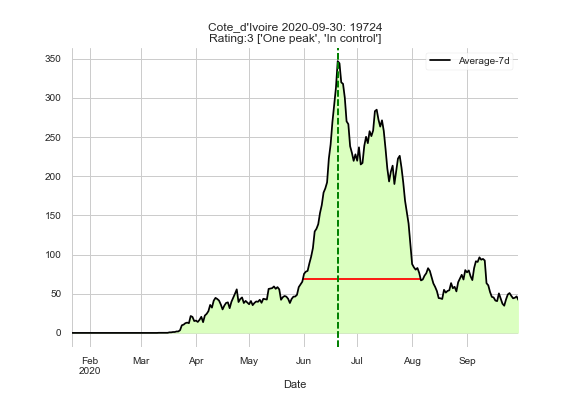 Cote_d'Ivoire 2020-09-30: 19724
Rating:3 ['One peak', 'In control']
Average-7d
350
300
250
200
150
100
50
0
Feb Mar Apr May Jun Jul Aug Sep
2020
Date